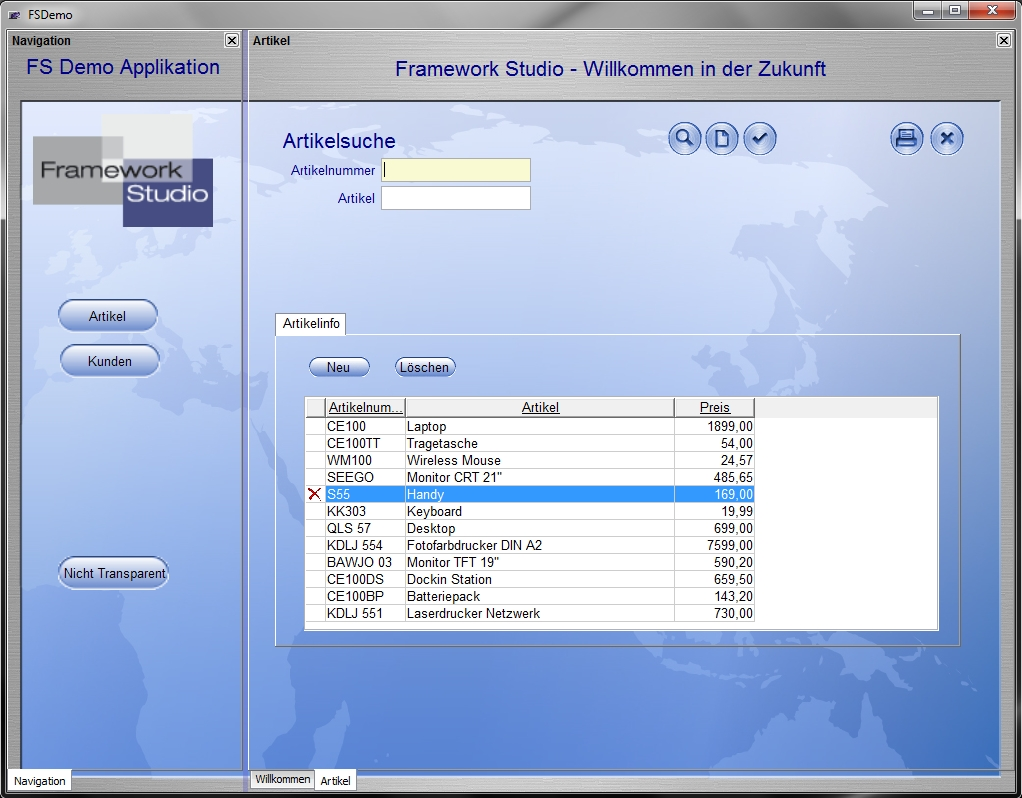 FSDemo
Navigation
FS Demo Applikation
Framework
Studio
Artikel
Kunden
Nicht Transparent
Navigation
Artikel
Framework Studio - Willkommen in der Zukunft
Artikelsuche
Artikelnummer
Artikel
Artikelinfo
Neu Löschen
Artikelnum... Artikel Preis
CE100 Laptop 1899,00
CE100TT Tragetasche 54,00
WM100 Wireless Mouse 24,57
SEEGO Monitor CRT 21" 485,65
S55 Handy 169,00
KK303 Keyboard 19,99
QLS 57 Desktop 699,00
KDLJ 554 Fotofarbdrucker DIN A2 7599,00
BAWJO 03 Monitor TFT 19" 590,20
CE100DS Dockin Station 659,50
CE100BP Batteriepack 143,20
KDLJ 551 Laserdrucker Netzwerk 730,00
Willkommen Artikel